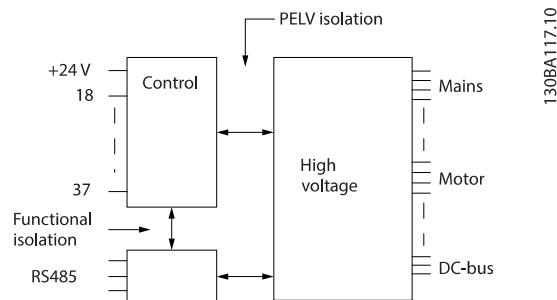 PELV isolation
130BA117.10
+24 V
Control
Mains
18
High
voltage
Motor
37
Functional
isolation
RS485
DC-bus